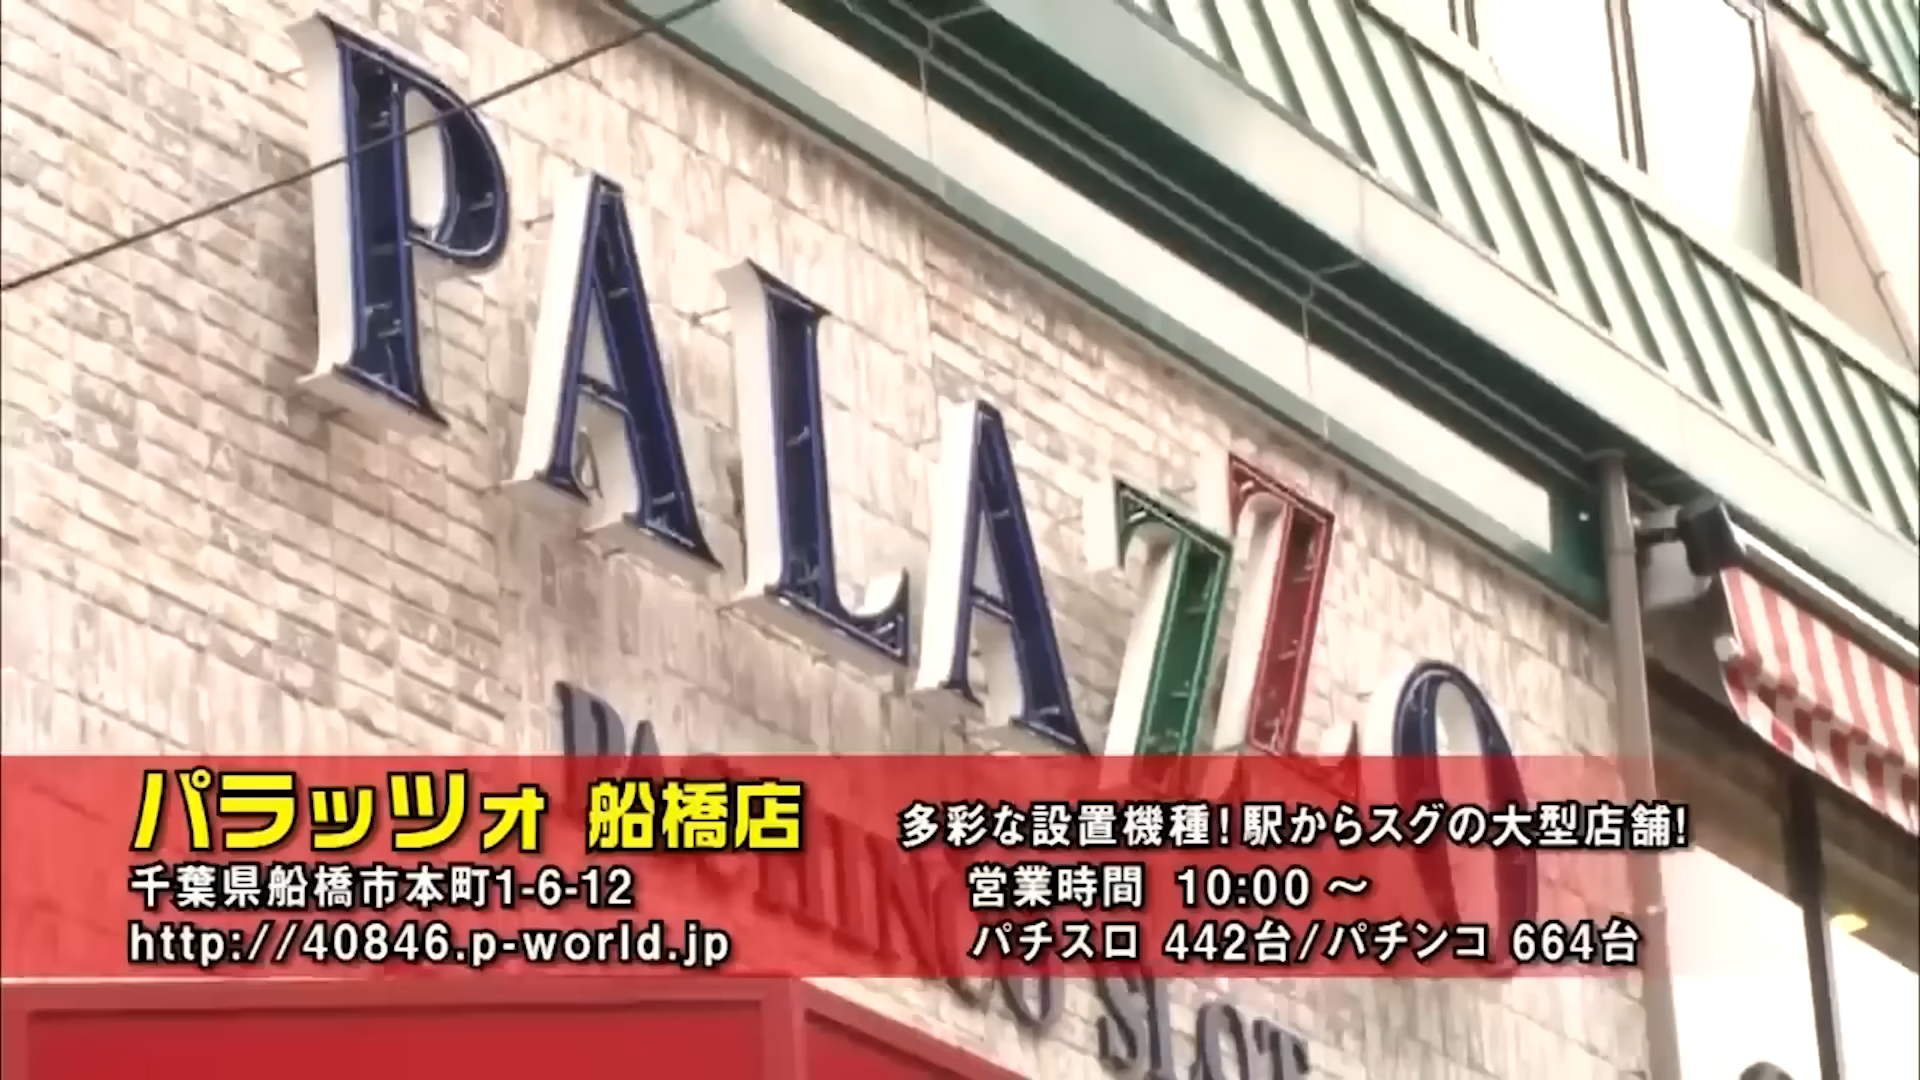 PALAZZO
PACHINCO
SLOT
パラッツォ 船橋店
千葉県船橋市本町1-6-12
http://40846.p-world.jp
多彩な設置機種!駅からスグの大型店舗!
営業時間 10:00～
パチスロ 442台/パチンコ 664台